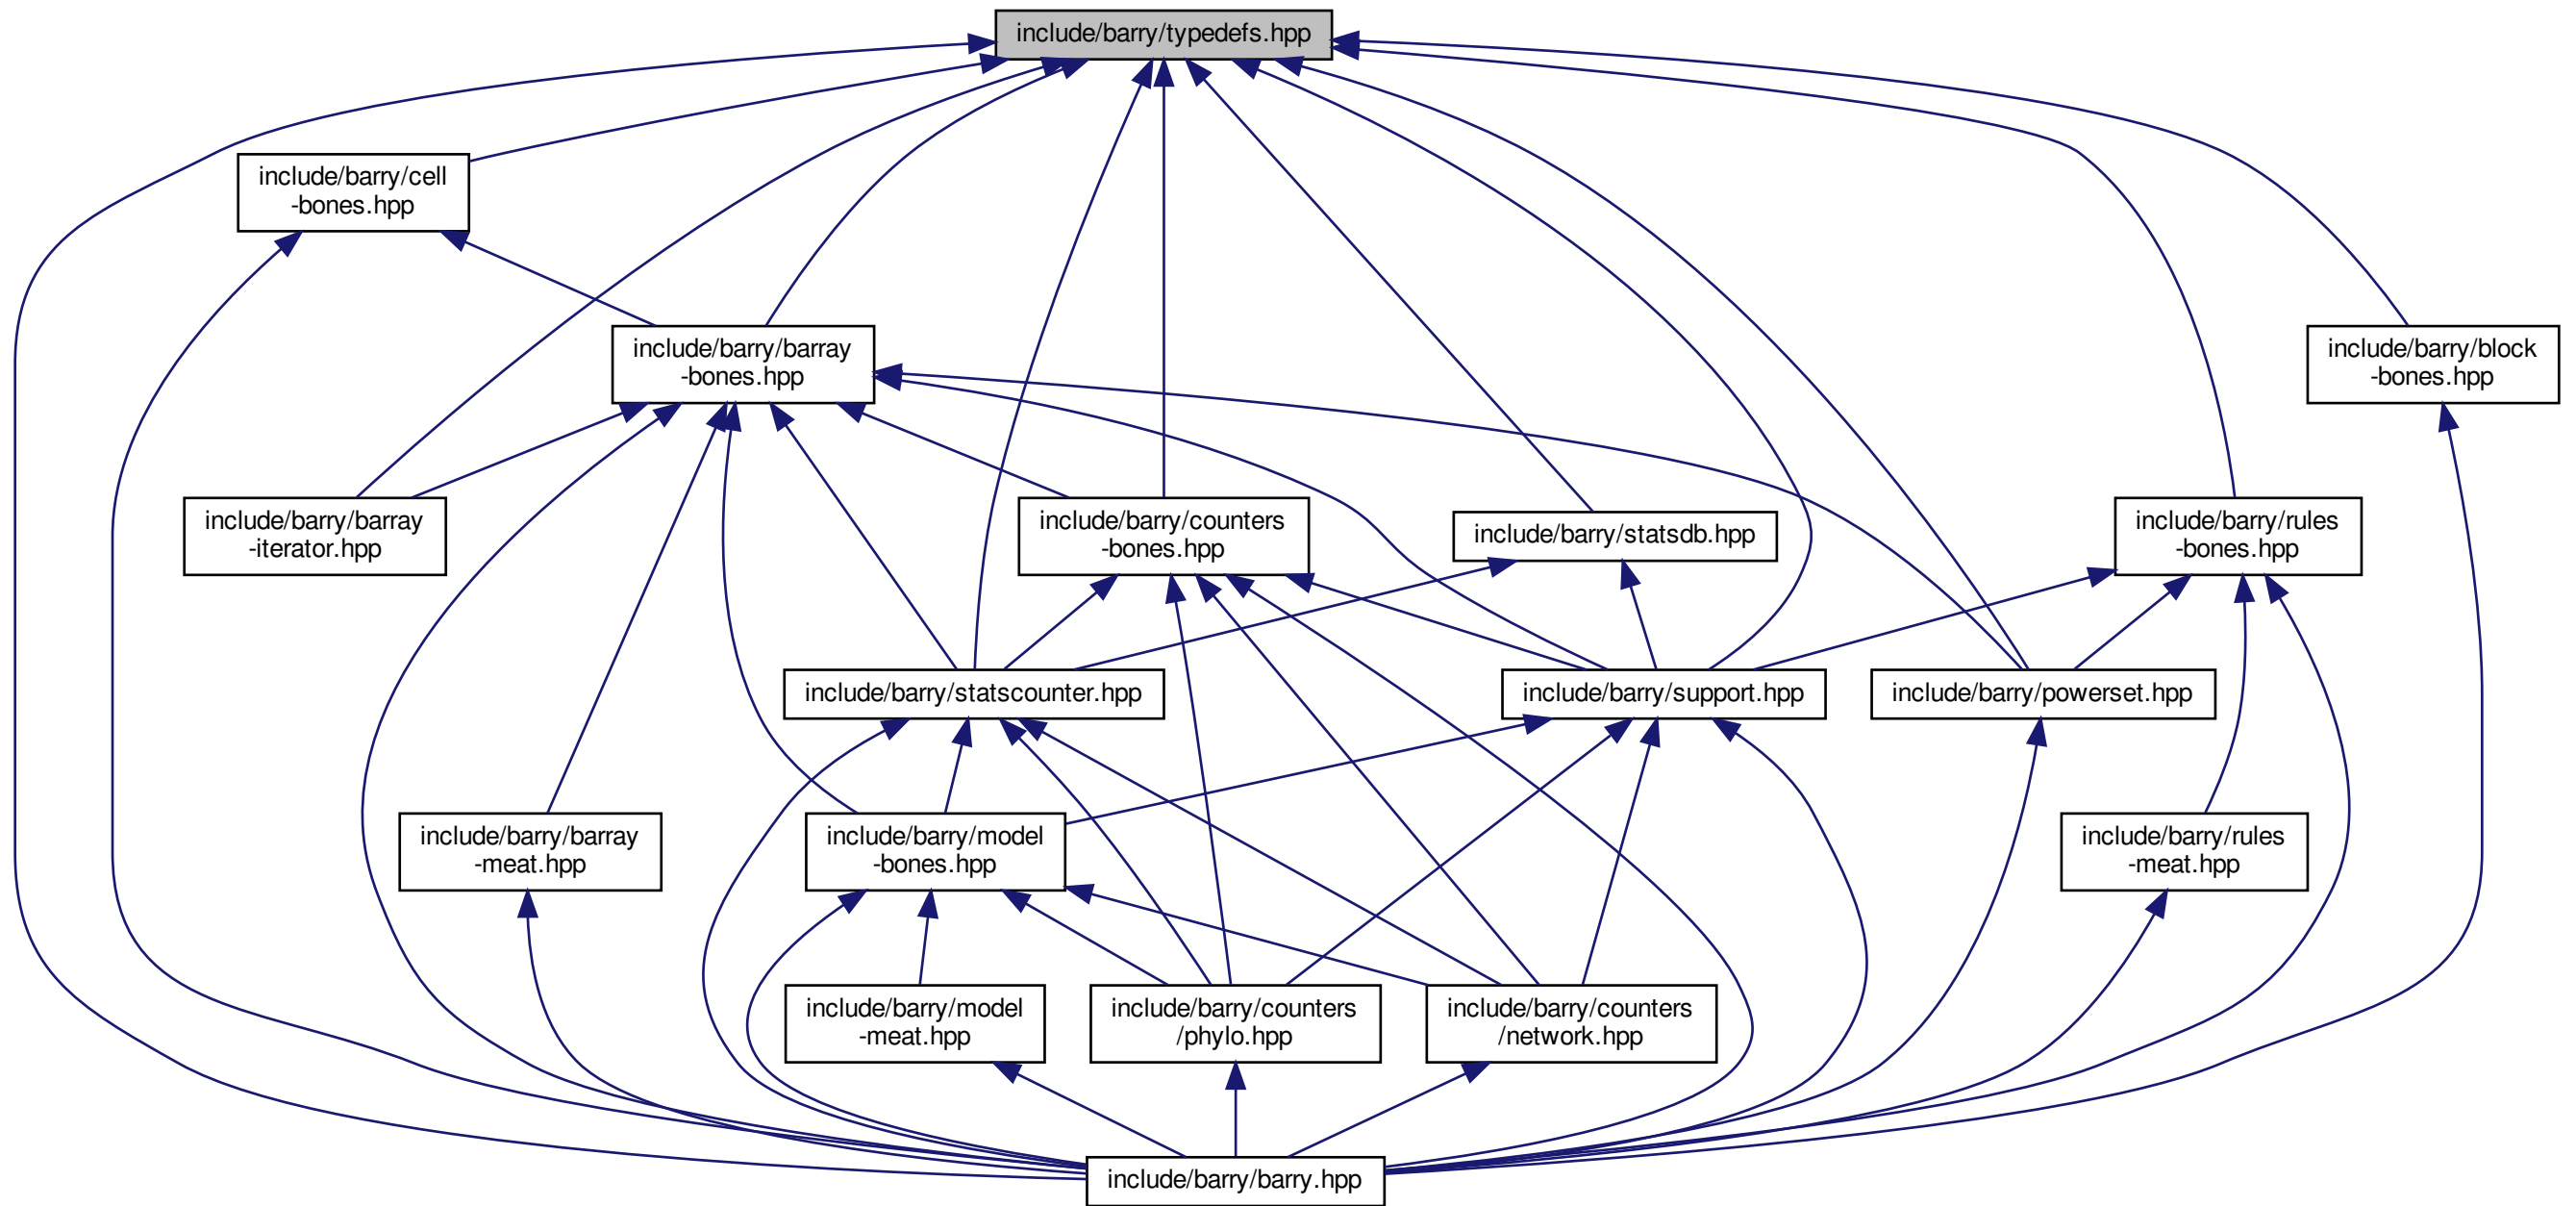 include/barry/typedefs.hpp
include/barry/cell
-bones.hpp
include/barry/barray
-bones.hpp
include/barry/block
-bones.hpp
include/barry/barray
-iterator.hpp
include/barry/counters
-bones.hpp
include/barry/statsdb.hpp
include/barry/rules
-bones.hpp
include/barry/statscounter.hpp
include/barry/support.hpp
include/barry/powerset.hpp
include/barry/barray
-meat.hpp
include/barry/model
-bones.hpp
include/barry/rules
-meat.hpp
include/barry/model
-meat.hpp
include/barry/counters
/phylo.hpp
include/barry/counters
/network.hpp
include/barry/barry.hpp